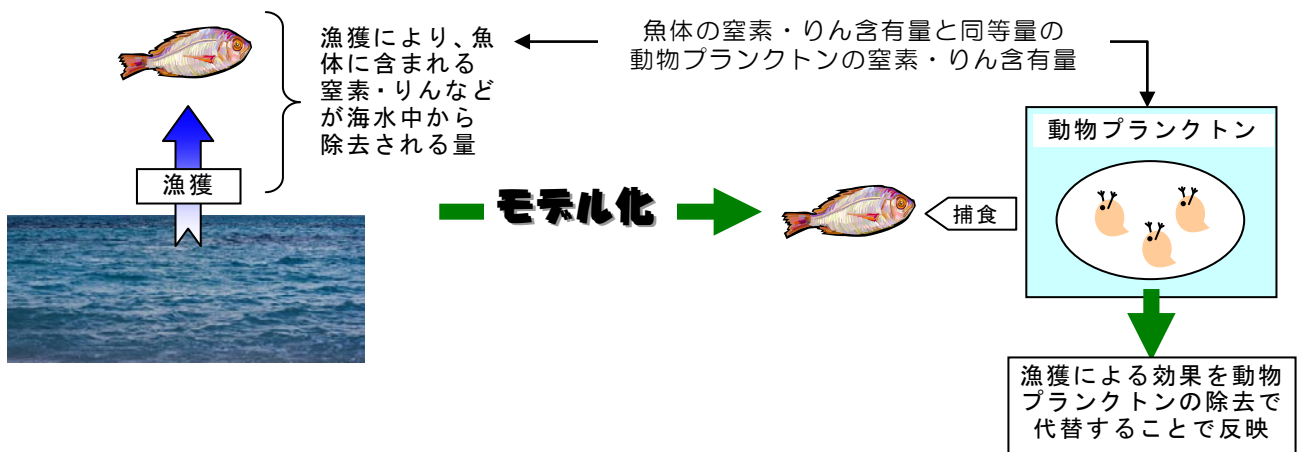 漁獲により、魚
体に含まれる
窒素・りんなど
が海水中から
除去される量
魚体の窒素・りん含有量と同等量の
動物プランクトンの窒素・りん含有量
漁獲
モデル化
捕食
動物プランクトン
漁獲による効果を動物
プランクトンの除去で
代替することで反映